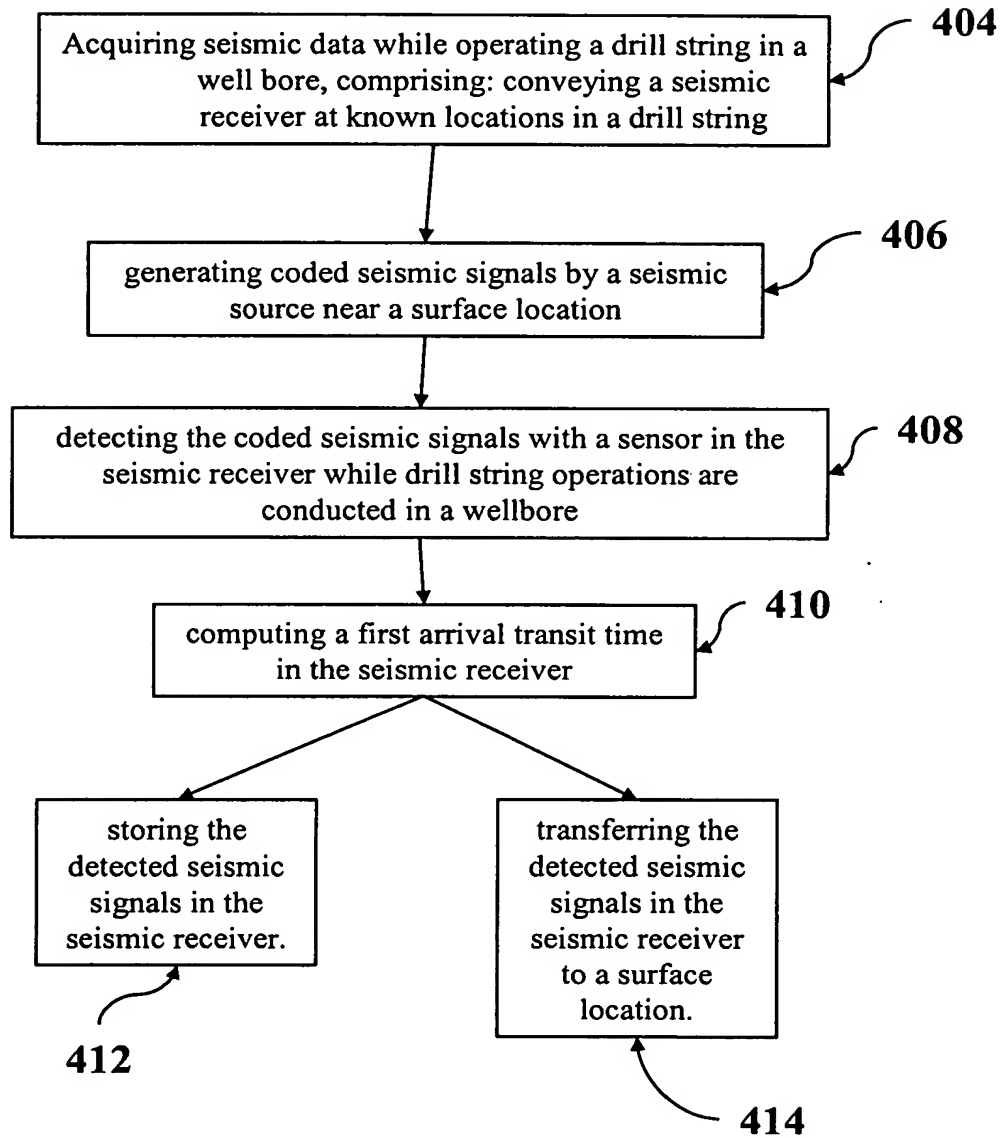 404
Acquiring seismic data while operating a drill string in a
well bore, comprising: conveying a seismic
receiver at known locations in a drill string
406
generating coded seismic signals by a seismic
source near a surface location
408
detecting the coded seismic signals with a sensor in the
seismic receiver while drill string operations are
conducted in a wellbore
410
computing a first arrival transit time
in the seismic receiver
storing the
detected seismic
signals in the
seismic receiver.
412
transferring the
detected seismic
signals in the
seismic receiver
to a surface
location.
414